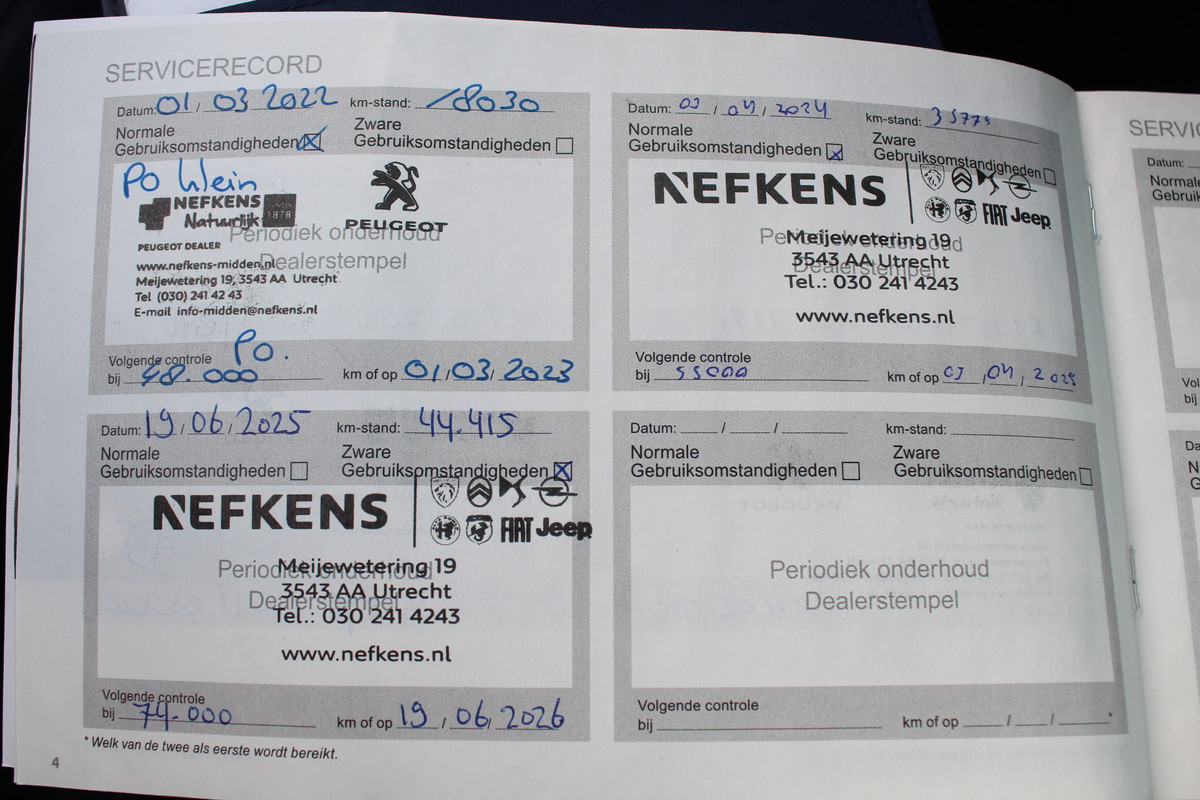 SERVICERECORD
Datum: 01 / 03 2022 km-stand: 18030
Normale Gebruiksomstandigheden ☒ Zware Gebruiksomstandigheden ☐
PO klein
NEFKENS
Natuurlijk
SINDS 1878
PEUGEOT
Periodiek onderhoud
Dealerstempel
PEUGEOT DEALER
www.nefkens-midden.nl
Meijewetering 19, 3543 AA Utrecht
Tel (030) 241 42 43
E-mail info-midden@nefkens.nl
PO.
Volgende controle
bij 48.000 km of op 01/03/2023
Datum: 03 / 04 / 2024 km-stand: 35775
Normale Gebruiksomstandigheden ☒ Zware Gebruiksomstandigheden ☐
NEFKENS
FIAT Jeep
Periodiek onderhoud
Dealerstempel
Meijewetering 19
3543 AA Utrecht
Tel.: 030 241 4243
www.nefkens.nl
Volgende controle
bij 55000 km of op 03 / 04 / 2025
Datum: 19 / 06 / 2025 km-stand: 44.415
Normale Gebruiksomstandigheden ☐ Zware Gebruiksomstandigheden ☒
NEFKENS
FIAT Jeep
Periodiek onderhoud
Dealerstempel
Meijewetering 19
3543 AA Utrecht
Tel.: 030 241 4243
www.nefkens.nl
Volgende controle
bij 74.000 km of op 19 / 06 / 2026
Datum: / / km-stand:
Normale Gebruiksomstandigheden ☐ Zware Gebruiksomstandigheden ☐
Periodiek onderhoud
Dealerstempel
Volgende controle
bij km of op / / *
* Welk van de twee als eerste wordt bereikt.
4